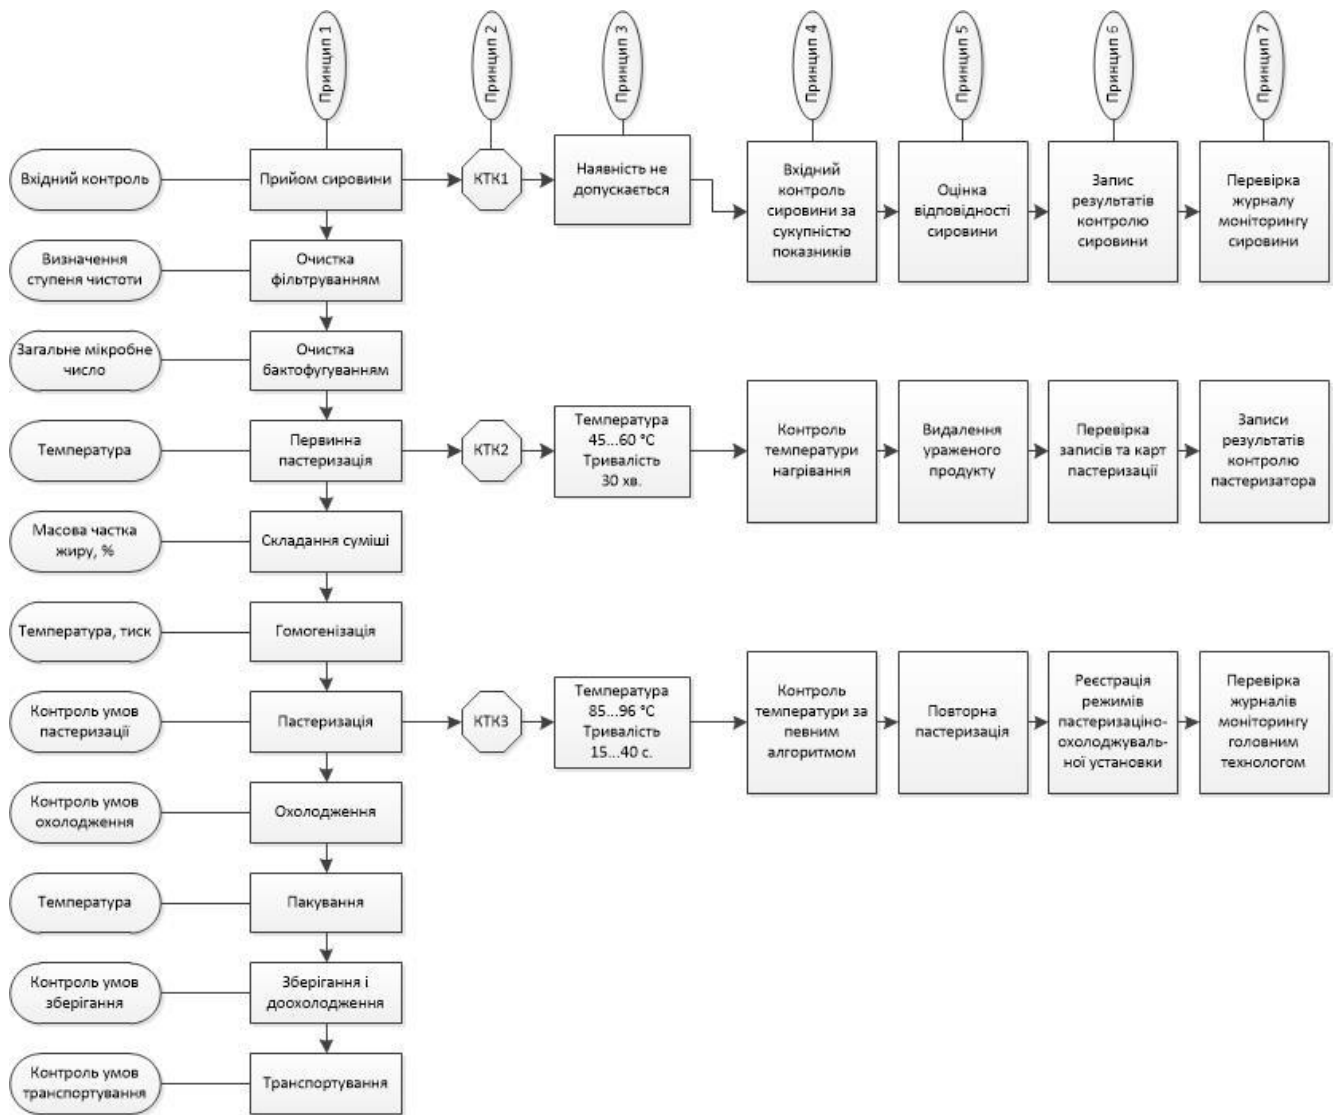 Принцип 1
Принцип 2
Принцип 3
Принцип 4
Принцип 5
Принцип 6
Принцип 7
Вхідний контроль
Прийом сировини
КТК1
Наявність не
допускається
Вхідний
контроль
сировини за
сукупністю
показників
Оцінка
відповідності
сировини
Запис
результатів
контролю
сировини
Перевірка
журналу
моніторингу
сировини
Визначення
ступеня чистоти
Очистка
фільтруванням
Загальне мікробне
число
Очистка
бактофугуванням
Температура
Первинна
пастеризація
КТК2
Температура
45...60 °С
Тривалість
30 хв.
Контроль
температури
нагрівання
Видалення
ураженого
продукту
Перевірка
записів та карт
пастеризації
Записи
результатів
контролю
пастеризатора
Масова частка
жиру, %
Складання суміші
Температура, тиск
Гомогенізація
Контроль умов
пастеризації
Пастеризація
КТК3
Температура
85...96 °С
Тривалість
15...40 с.
Контроль
температури за
певним
алгоритмом
Повторна
пастеризація
Реєстрація
режимів
пастеризаціно-
охолоджуваль-
ної установки
Перевірка
журналів
моніторингу
головним
технологом
Контроль умов
охолодження
Охолодження
Температура
Пакування
Контроль умов
зберігання
Зберігання і
доохолодження
Контроль умов
транспортування
Транспортування